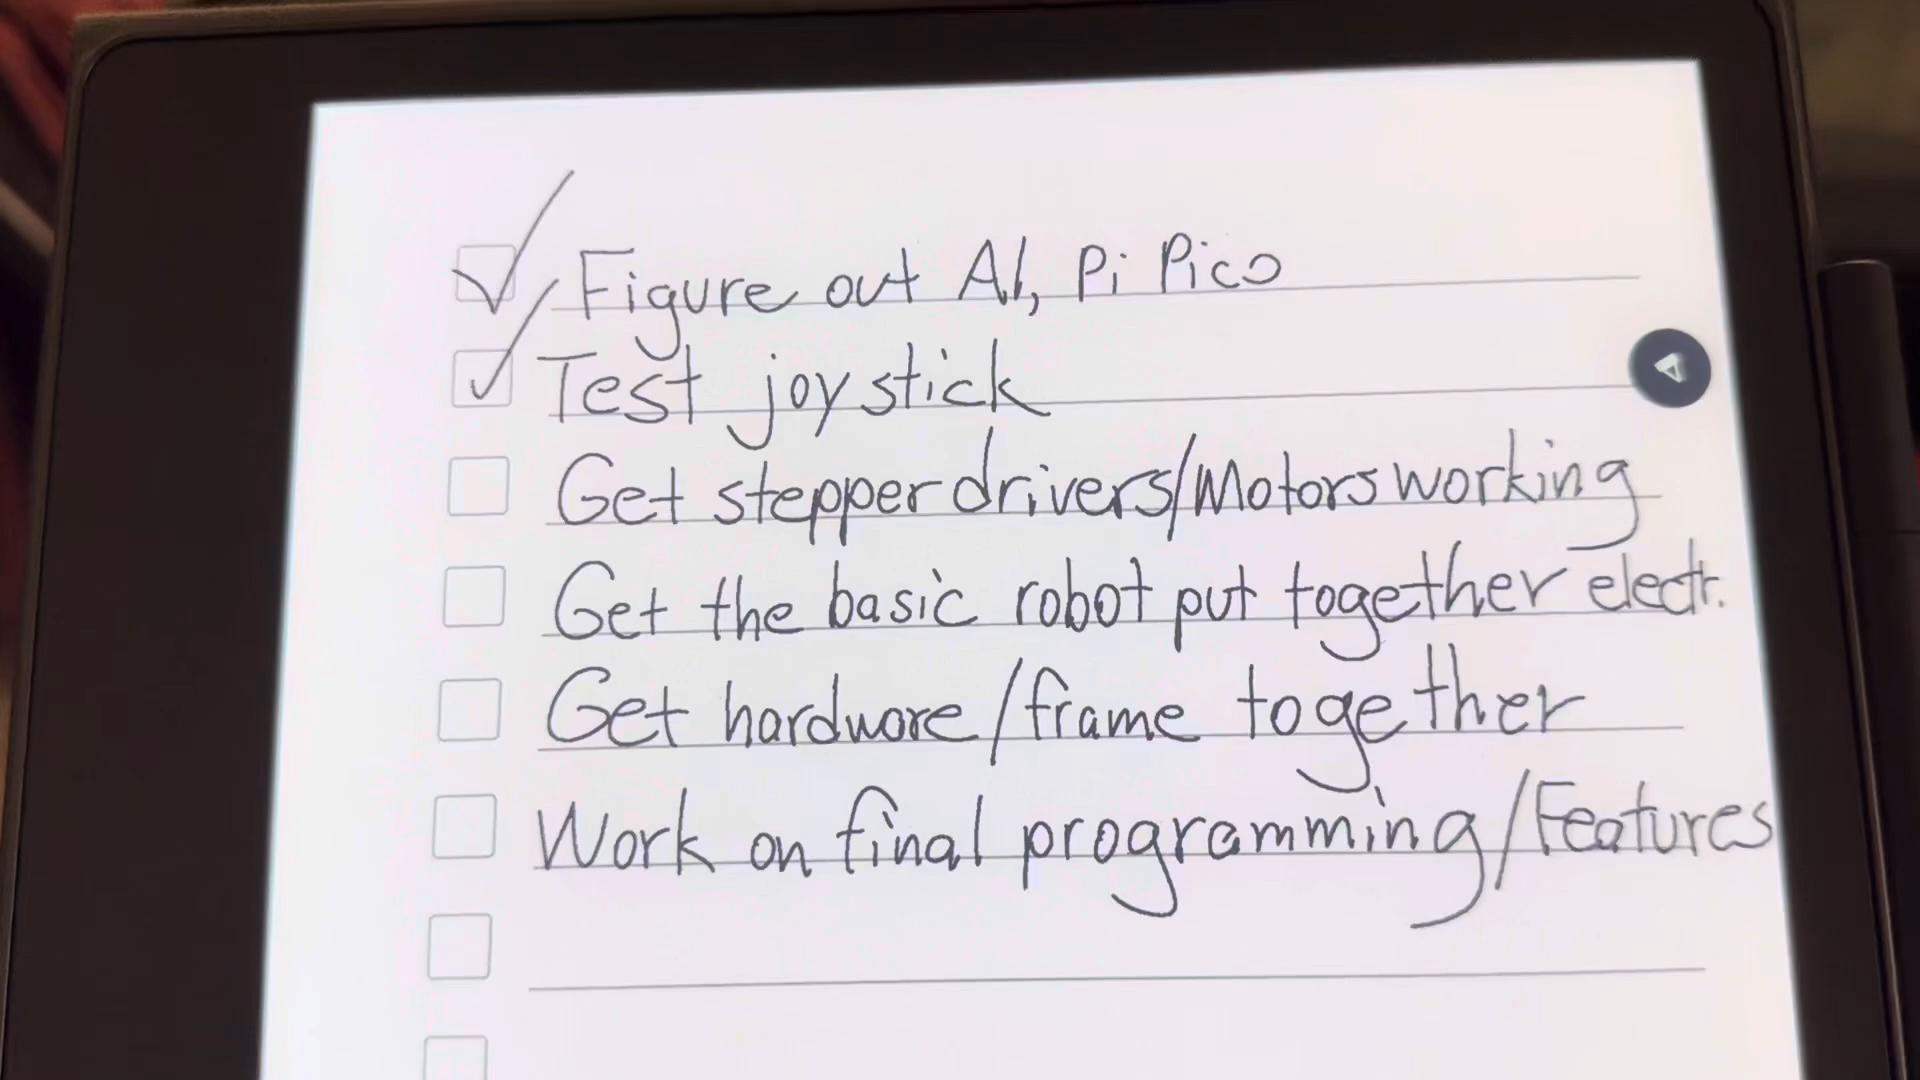 Figure out AI, Pi Pico
Test joystick
Get stepper drivers/Motors working
Get the basic robot put together electr.
Get hardware/frame together
Work on final programming/Features